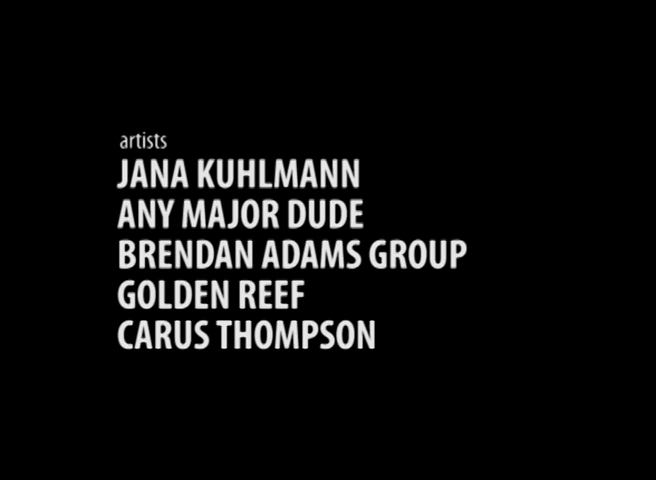 artists
JANA KUHLMANN
ANY MAJOR DUDE
BRENDAN ADAMS GROUP
GOLDEN REEF
CARUS THOMPSON